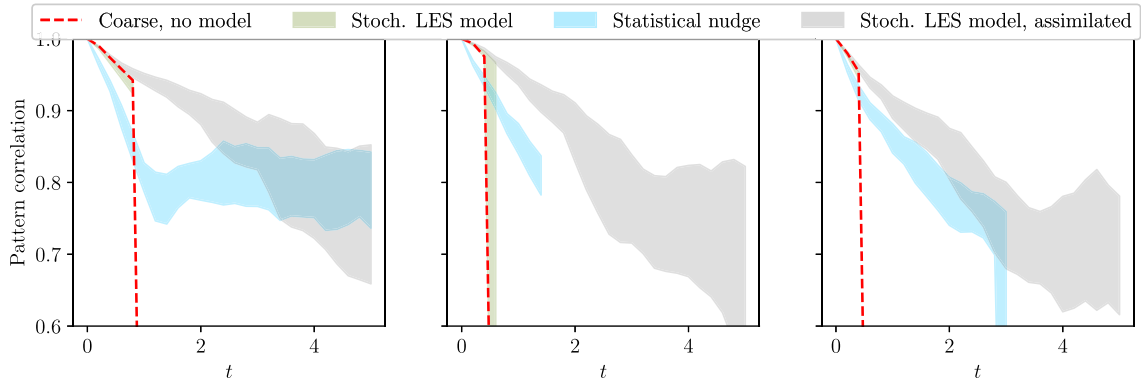 Coarse, no model
Stoch. LES model
Statistical nudge
Stoch. LES model, assimilated
1.0
0.9
0.8
0.7
0.6
Pattern correlation
0 2 4
t
0 2 4
t
0 2 4
t